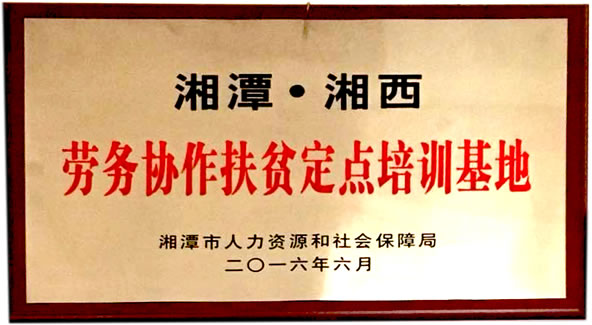 湘潭·湘西
劳务协作扶贫定点培训基地
湘潭市人力资源和社会保障局
二〇一六年六月